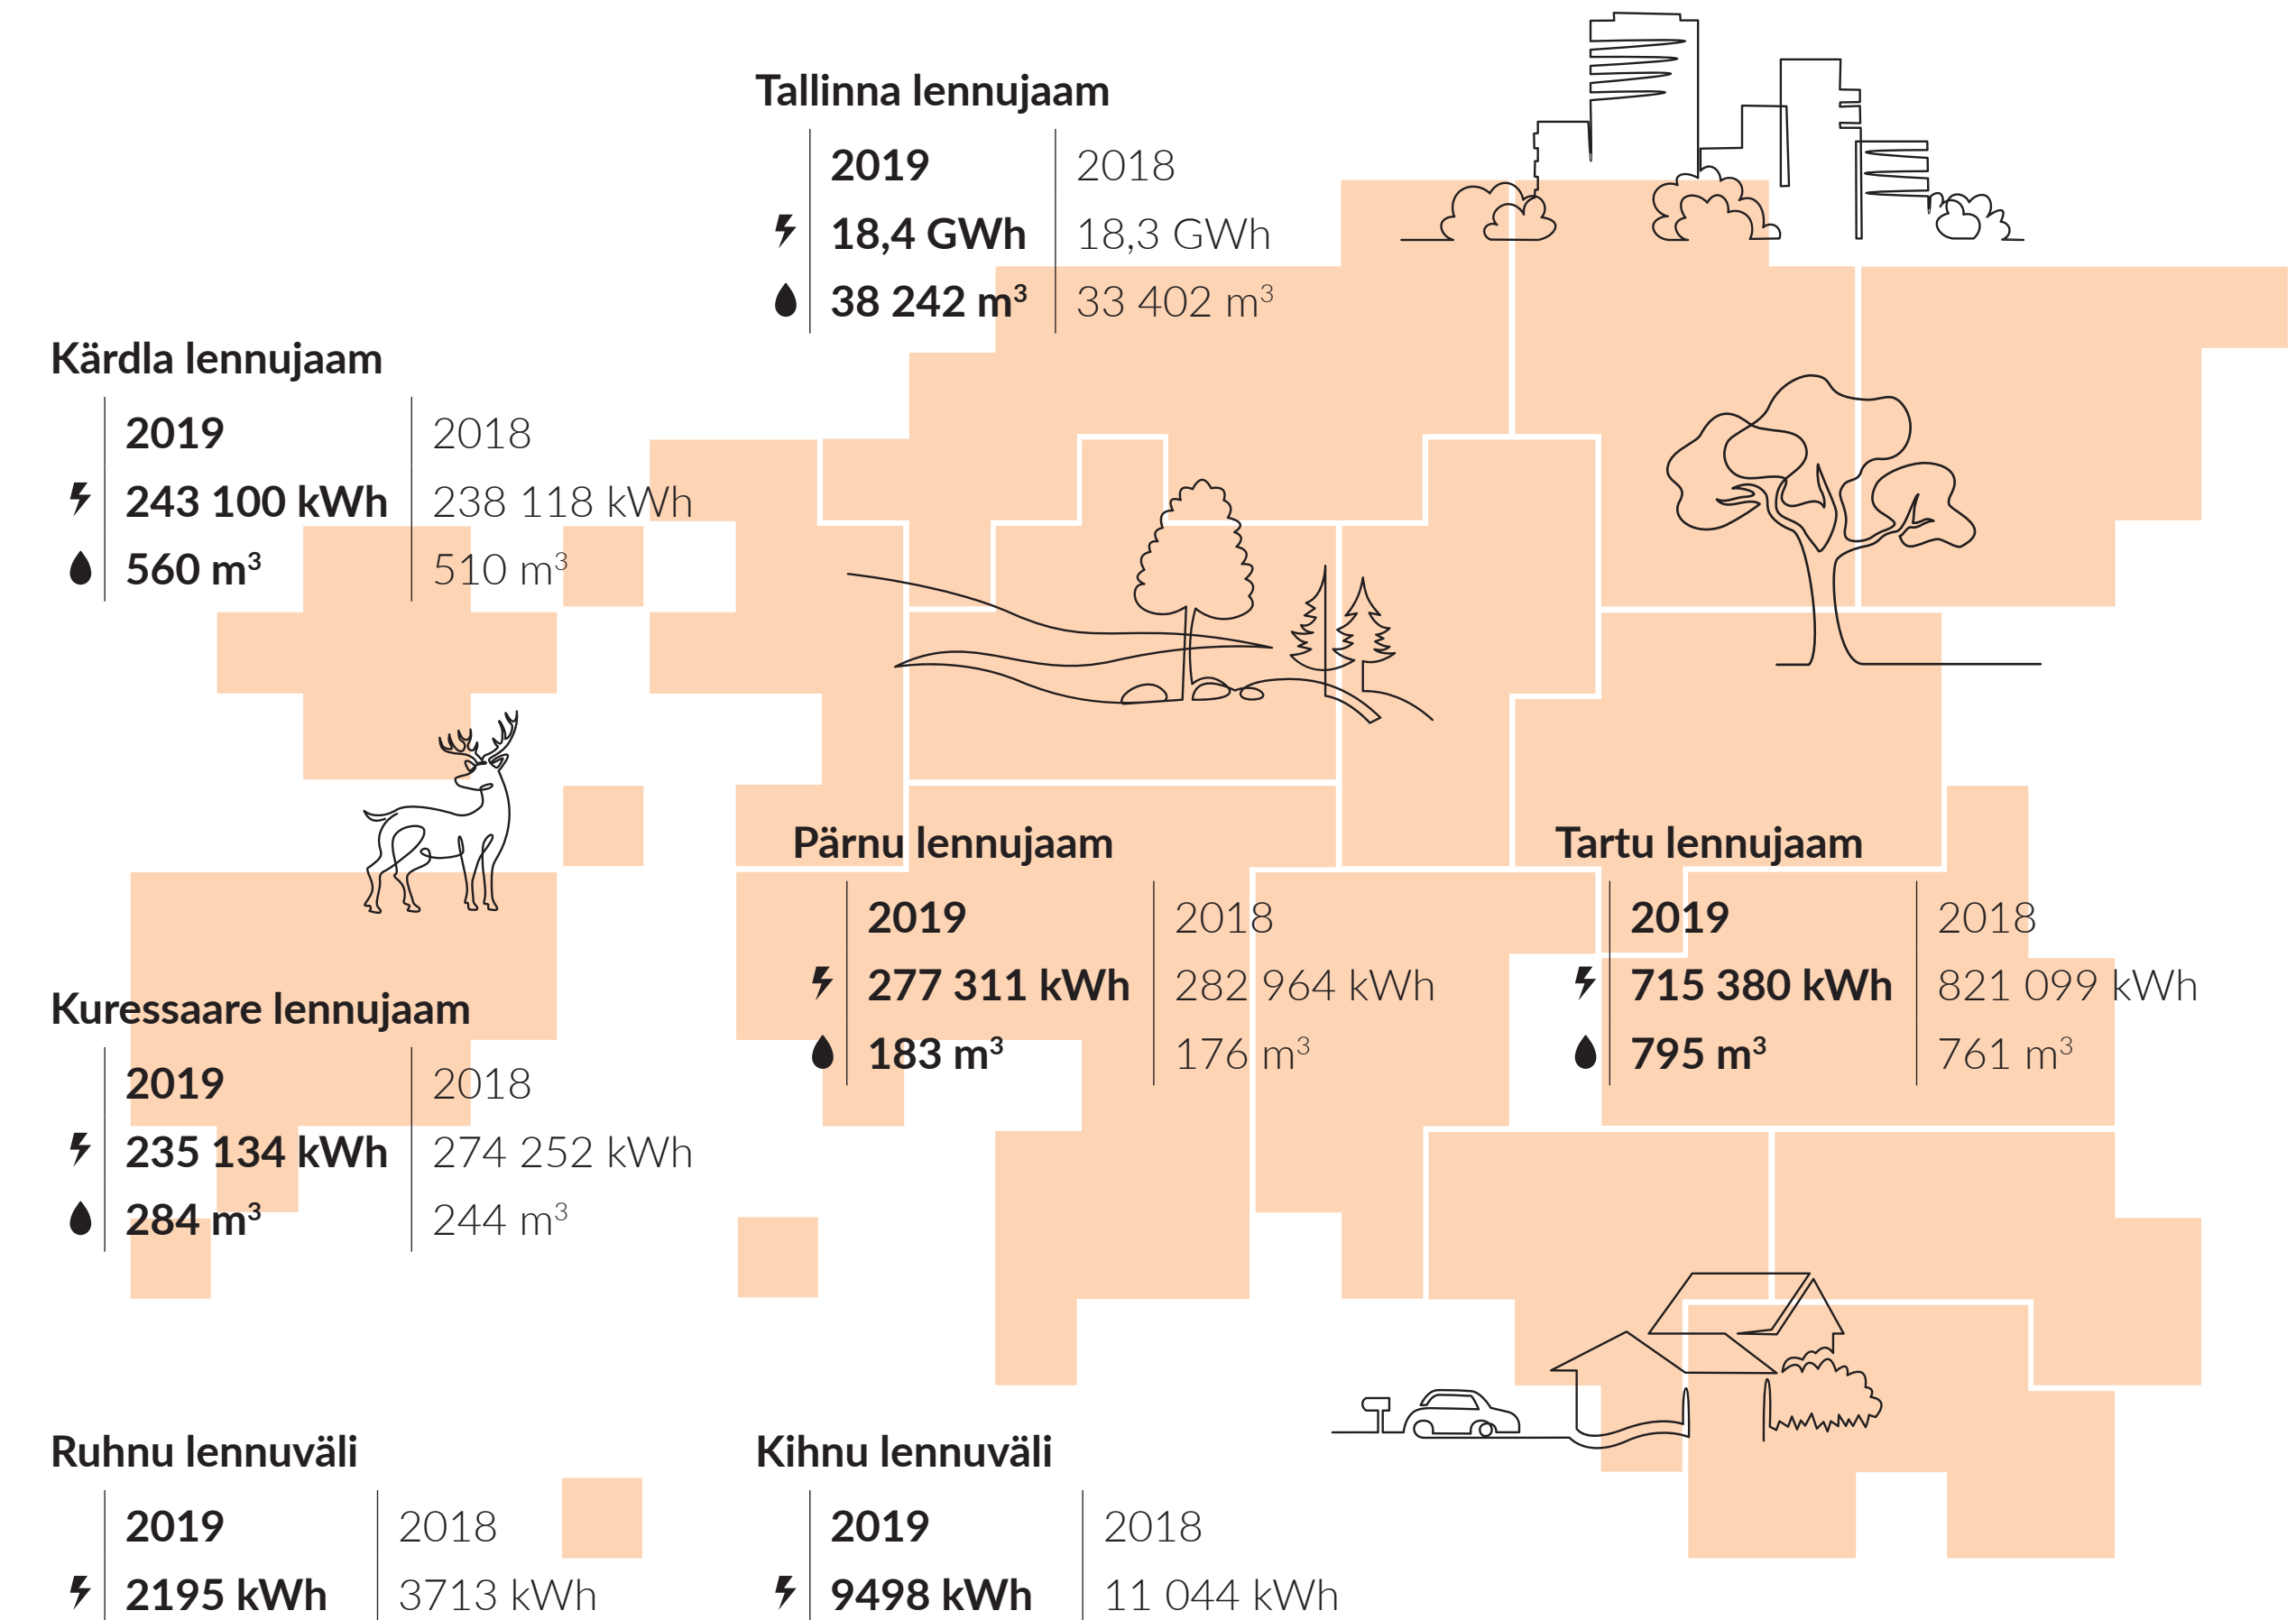 Tallinna lennujaam
2019 2018
18,4 GWh 18,3 GWh
38 242 m³ 33 402 m³
Kärdla lennujaam
2019 2018
243 100 kWh 238 118 kWh
560 m³ 510 m³
Pärnu lennujaam
2019 2018
277 311 kWh 282 964 kWh
183 m³ 176 m³
Tartu lennujaam
2019 2018
715 380 kWh 821 099 kWh
795 m³ 761 m³
Kuressaare lennujaam
2019 2018
235 134 kWh 274 252 kWh
284 m³ 244 m³
Ruhnu lennuväli
2019 2018
2195 kWh 3713 kWh
Kihnu lennuväli
2019 2018
9498 kWh 11 044 kWh